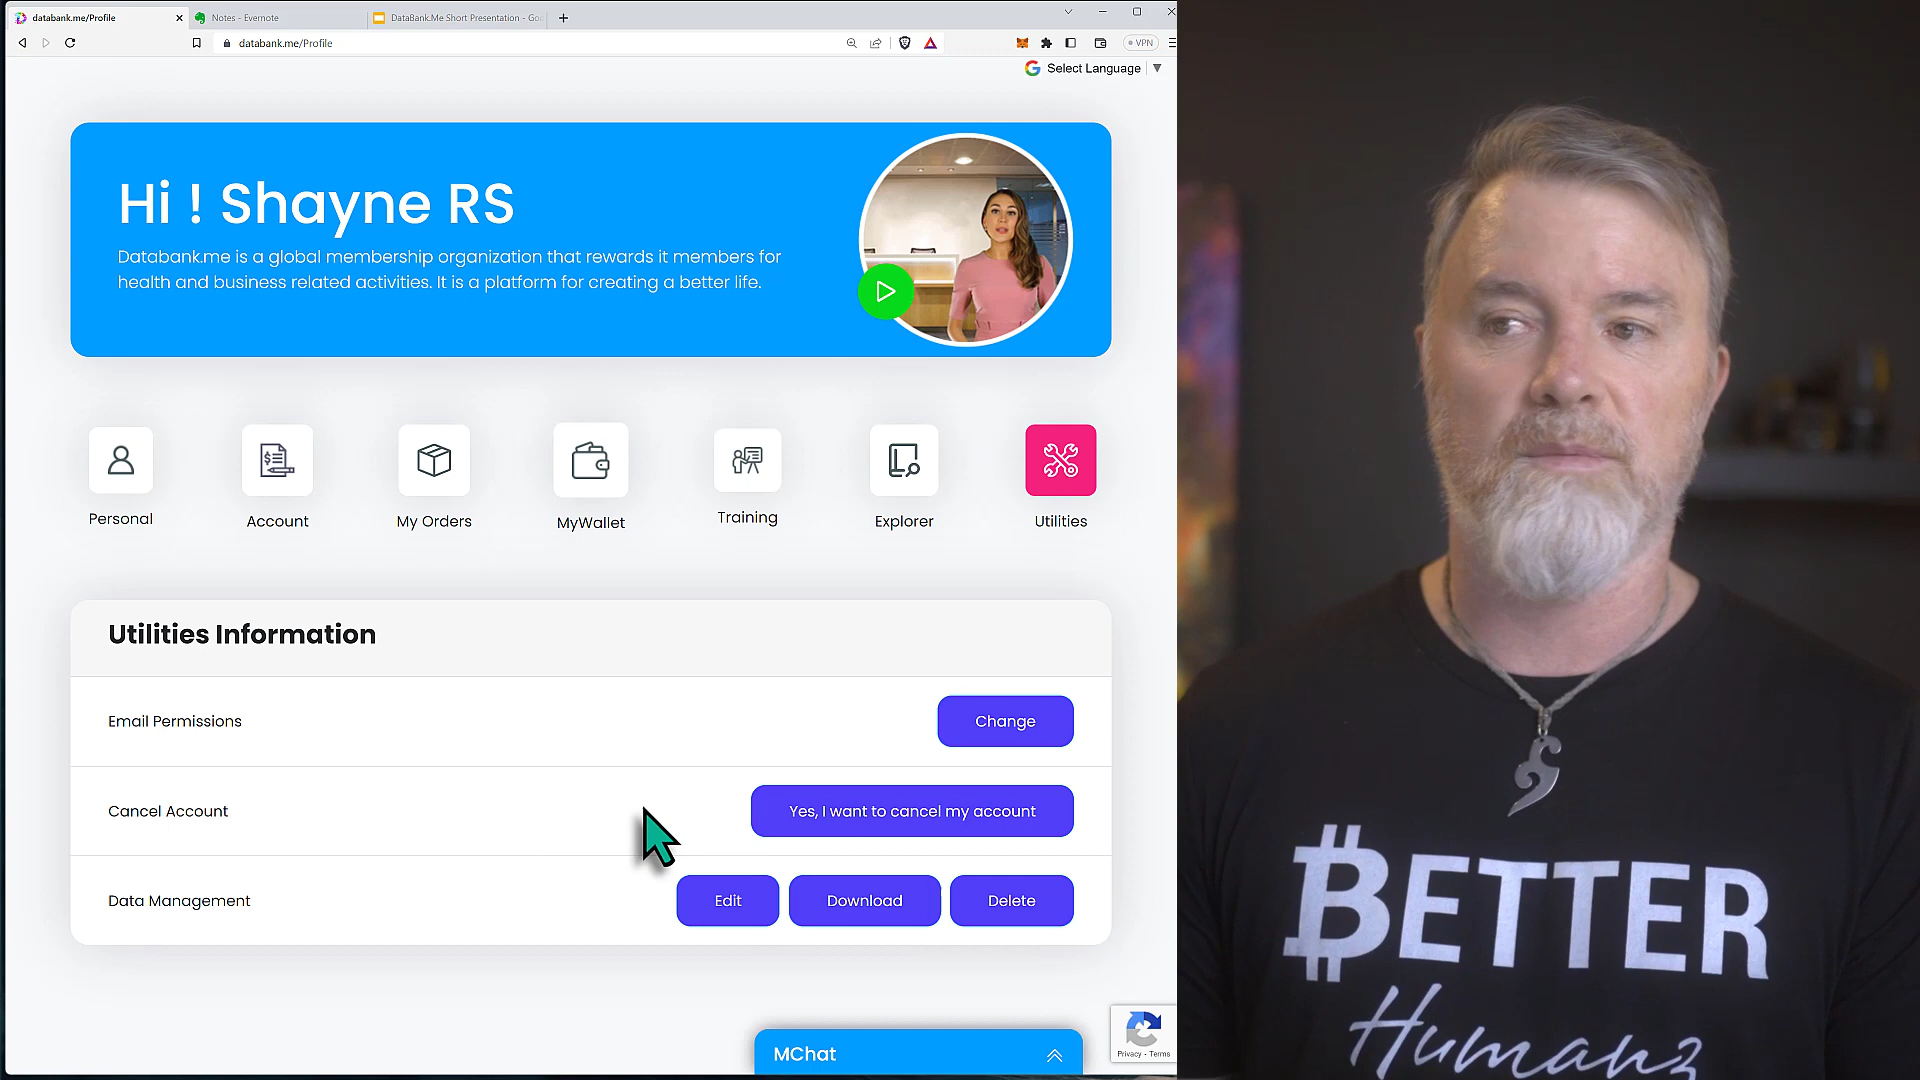 databank.me/Profile
Notes - Evernote
DataBank.Me Short Presentation - Goo
databank.me/Profile
VPN
Select Language
Hi ! Shayne RS
Databank.me is a global membership organization that rewards it members for
health and business related activities. It is a platform for creating a better life.
Personal
Account
My Orders
MyWallet
Training
Explorer
Utilities
Utilities Information
Email Permissions
Change
Cancel Account
Yes, I want to cancel my account
Data Management
Edit
Download
Delete
MChat
Privacy - Terms
₿ETTER
Humanz